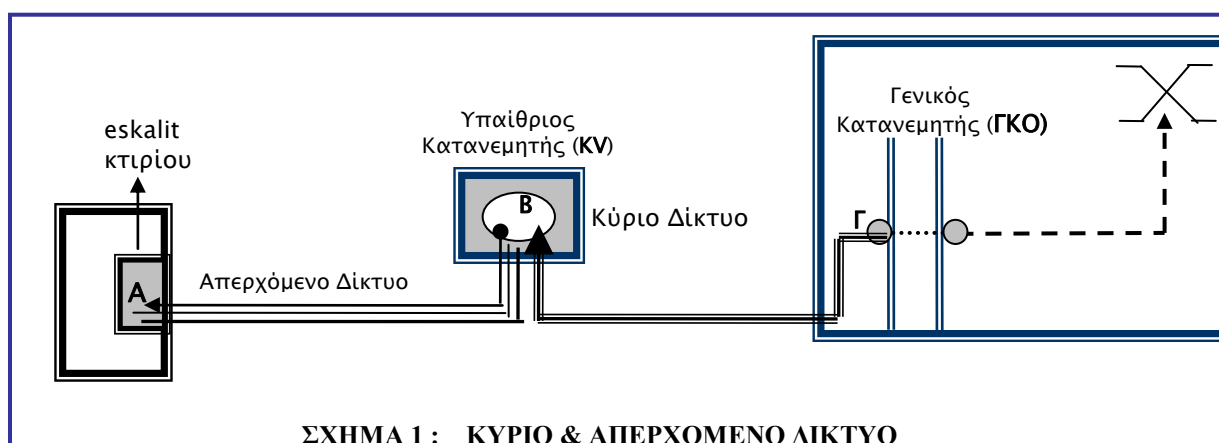 eskalit
κτιρίου
Υπαίθριος
Κατανεμητής (KV)
Γενικός
Κατανεμητής (ΓΚΟ)
B
Κύριο Δίκτυο
Γ
A
Απερχόμενο Δίκτυο
ΣΧΗΜΑ 1 : ΚΥΡΙΟ & ΑΠΕΡΧΟΜΕΝΟ ΔΙΚΤΥΟ